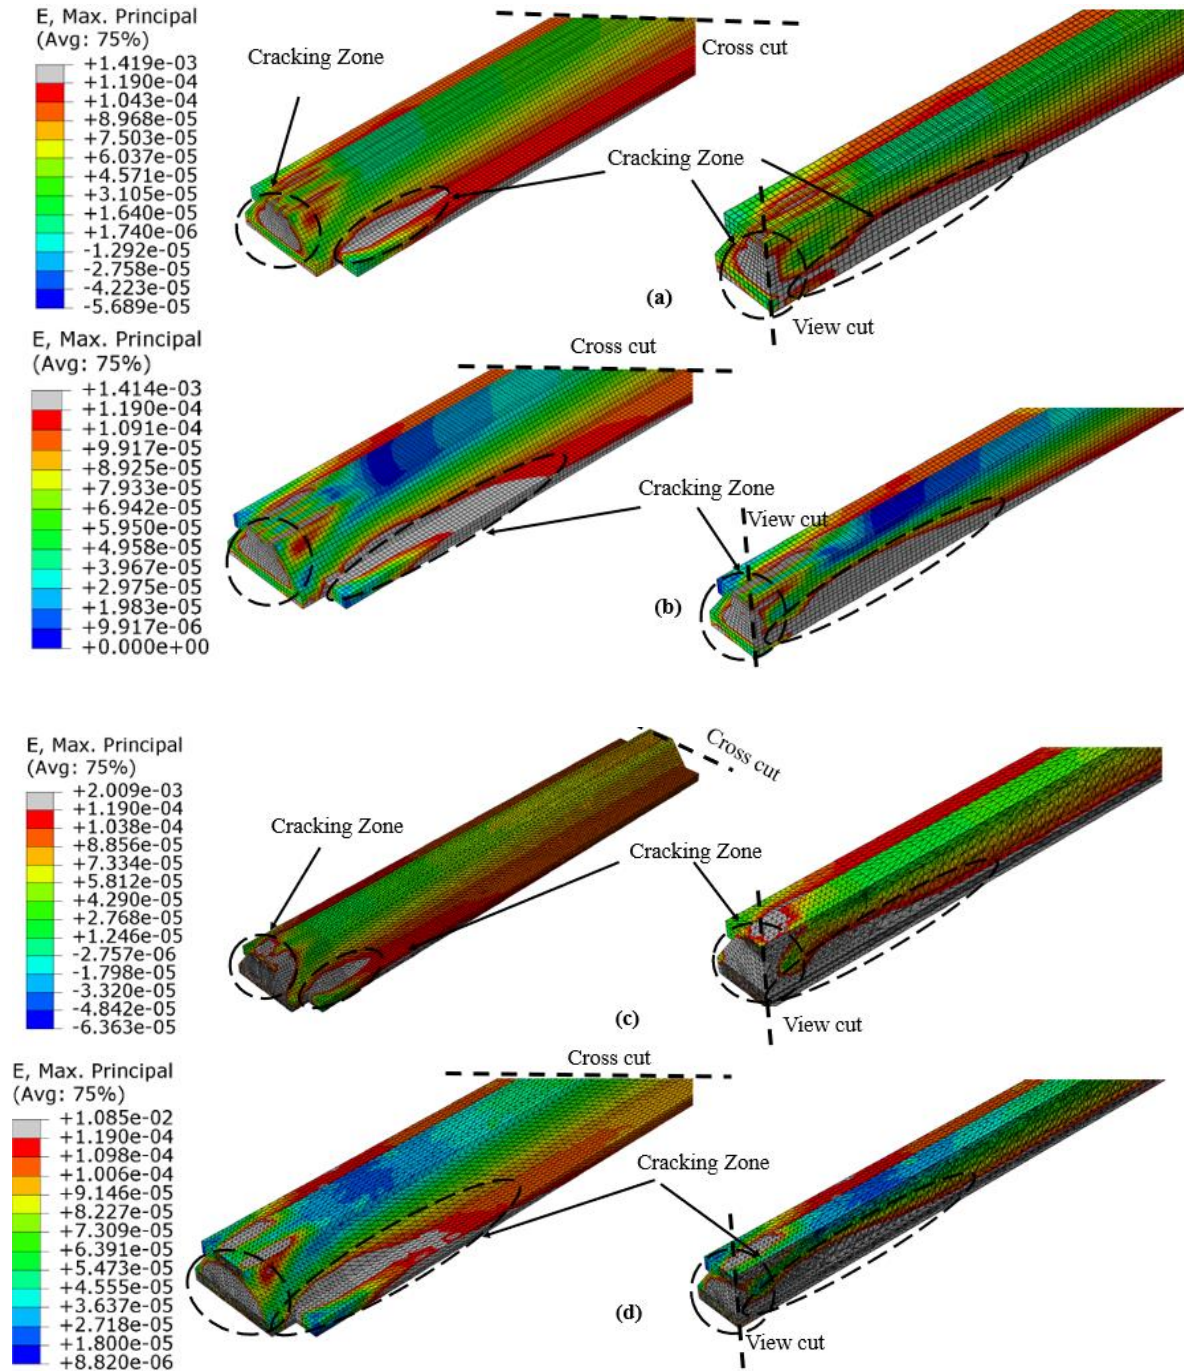 E, Max. Principal
(Avg: 75%)
+1.419e-03
+1.190e-04
+1.043e-04
+8.968e-05
+7.503e-05
+6.037e-05
+4.571e-05
+3.105e-05
+1.640e-05
+1.740e-06
-1.292e-05
-2.758e-05
-4.223e-05
-5.689e-05
Cracking Zone
Cross cut
Cracking Zone
(a)
View cut
E, Max. Principal
(Avg: 75%)
+1.414e-03
+1.190e-04
+1.091e-04
+9.917e-05
+8.925e-05
+7.933e-05
+6.942e-05
+5.950e-05
+4.958e-05
+3.967e-05
+2.975e-05
+1.983e-05
+9.917e-06
+0.000e+00
Cross cut
Cracking Zone
View cut
(b)
E, Max. Principal
(Avg: 75%)
+2.009e-03
+1.190e-04
+1.038e-04
+8.856e-05
+7.334e-05
+5.812e-05
+4.290e-05
+2.768e-05
+1.246e-05
-2.757e-06
-1.798e-05
-3.320e-05
-4.842e-05
-6.363e-05
Cross cut
Cracking Zone
Cracking Zone
(c)
View cut
E, Max. Principal
(Avg: 75%)
+1.085e-02
+1.190e-04
+1.098e-04
+1.006e-04
+9.146e-05
+8.227e-05
+7.309e-05
+6.391e-05
+5.473e-05
+4.555e-05
+3.637e-05
+2.718e-05
+1.800e-05
+8.820e-06
Cross cut
Cracking Zone
(d)
View cut